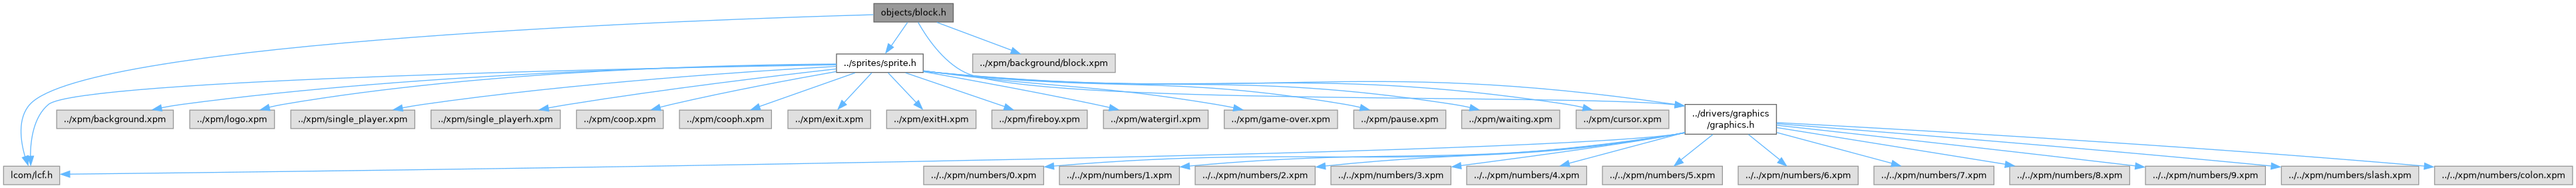 objects/block.h
../sprites/sprite.h
../xpm/background/block.xpm
../xpm/background.xpm
../xpm/logo.xpm
../xpm/single_player.xpm
../xpm/single_playerh.xpm
../xpm/coop.xpm
../xpm/cooph.xpm
../xpm/exit.xpm
../xpm/exitH.xpm
../xpm/fireboy.xpm
../xpm/watergirl.xpm
../xpm/game-over.xpm
../xpm/pause.xpm
../xpm/waiting.xpm
../xpm/cursor.xpm
../drivers/graphics
/graphics.h
lcom/lcf.h
../../xpm/numbers/0.xpm
../../xpm/numbers/1.xpm
../../xpm/numbers/2.xpm
../../xpm/numbers/3.xpm
../../xpm/numbers/4.xpm
../../xpm/numbers/5.xpm
../../xpm/numbers/6.xpm
../../xpm/numbers/7.xpm
../../xpm/numbers/8.xpm
../../xpm/numbers/9.xpm
../../xpm/numbers/slash.xpm
../../xpm/numbers/colon.xpm